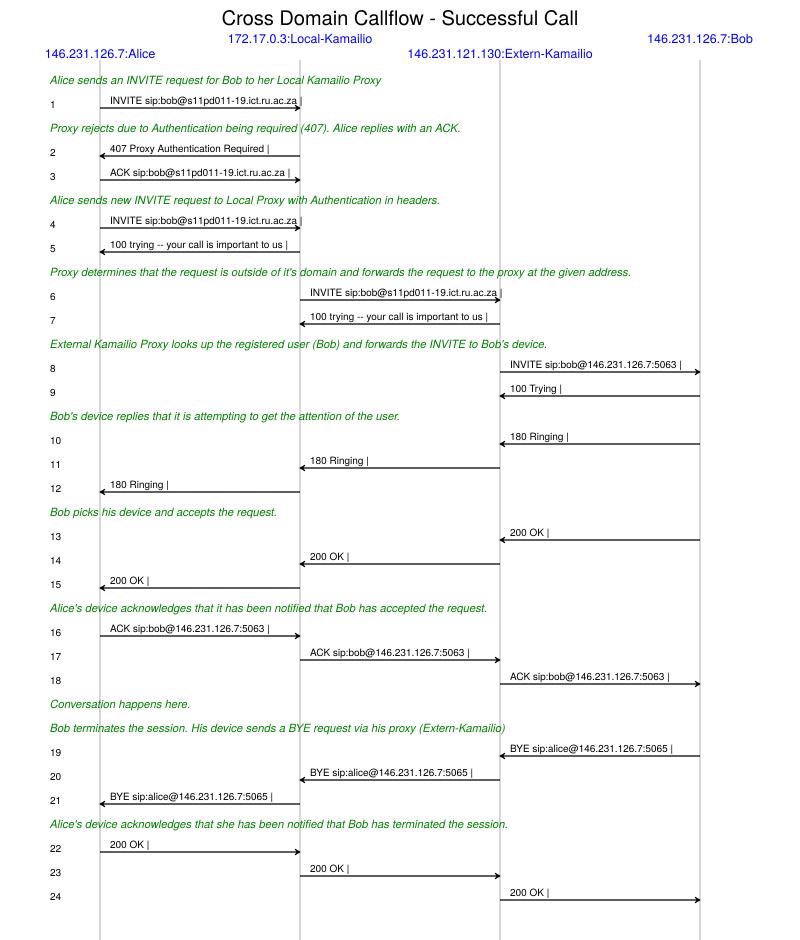 Cross Domain Callflow - Successful Call
172.17.0.3:Local-Kamailio 146.231.126.7:Bob
146.231.126.7:Alice 146.231.121.130:Extern-Kamailio
Alice sends an INVITE request for Bob to her Local Kamailio Proxy
1 INVITE sip:bob@s11pd011-19.ict.ru.ac.za |
Proxy rejects due to Authentication being required (407). Alice replies with an ACK.
2 407 Proxy Authentication Required |
3 ACK sip:bob@s11pd011-19.ict.ru.ac.za |
Alice sends new INVITE request to Local Proxy with Authentication in headers.
4 INVITE sip:bob@s11pd011-19.ict.ru.ac.za |
5 100 trying -- your call is important to us |
Proxy determines that the request is outside of it's domain and forwards the request to the proxy at the given address.
6 INVITE sip:bob@s11pd011-19.ict.ru.ac.za |
7 100 trying -- your call is important to us |
External Kamailio Proxy looks up the registered user (Bob) and forwards the INVITE to Bob's device.
8 INVITE sip:bob@146.231.126.7:5063 |
9 100 Trying |
Bob's device replies that it is attempting to get the attention of the user.
10 180 Ringing |
11 180 Ringing |
12 180 Ringing |
Bob picks his device and accepts the request.
13 200 OK |
14 200 OK |
15 200 OK |
Alice's device acknowledges that it has been notified that Bob has accepted the request.
16 ACK sip:bob@146.231.126.7:5063 |
17 ACK sip:bob@146.231.126.7:5063 |
18 ACK sip:bob@146.231.126.7:5063 |
Conversation happens here.
Bob terminates the session. His device sends a BYE request via his proxy (Extern-Kamailio)
19 BYE sip:alice@146.231.126.7:5065 |
20 BYE sip:alice@146.231.126.7:5065 |
21 BYE sip:alice@146.231.126.7:5065 |
Alice's device acknowledges that she has been notified that Bob has terminated the session.
22 200 OK |
23 200 OK |
24 200 OK |